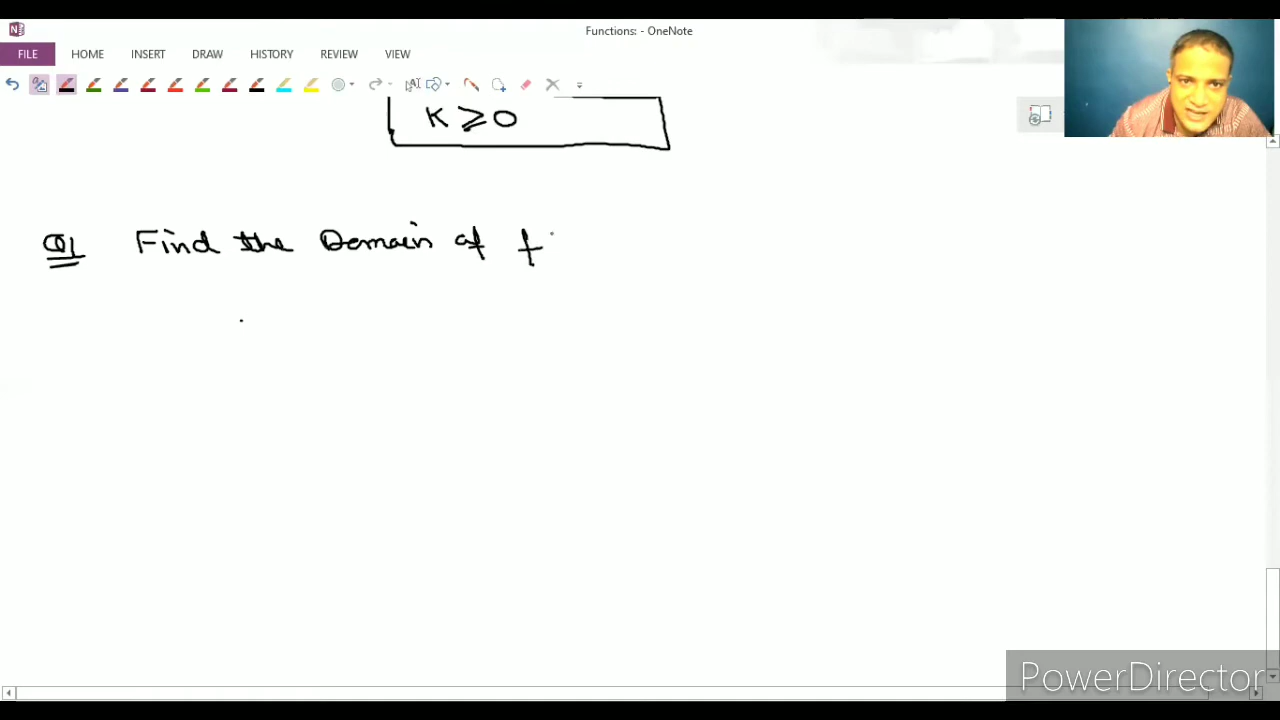 Functions: - OneNote
FILE HOME INSERT DRAW HISTORY REVIEW VIEW
K ⩾ 0
Q1 Find the Domain of f
PowerDirector